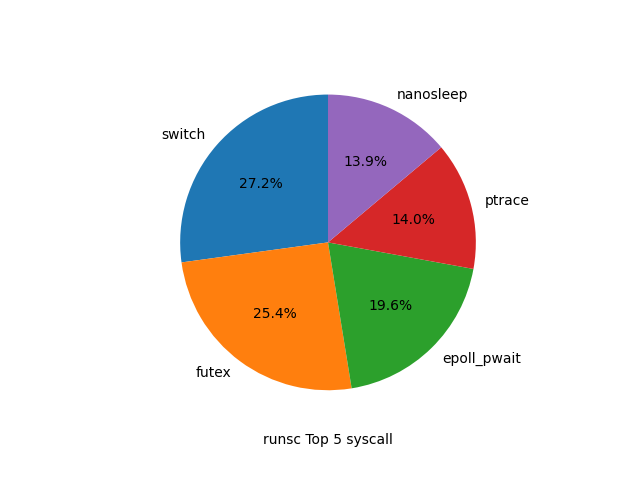 nanosleep
switch
13.9%
27.2%
ptrace
14.0%
19.6%
25.4%
epoll_pwait
futex
runsc Top 5 syscall